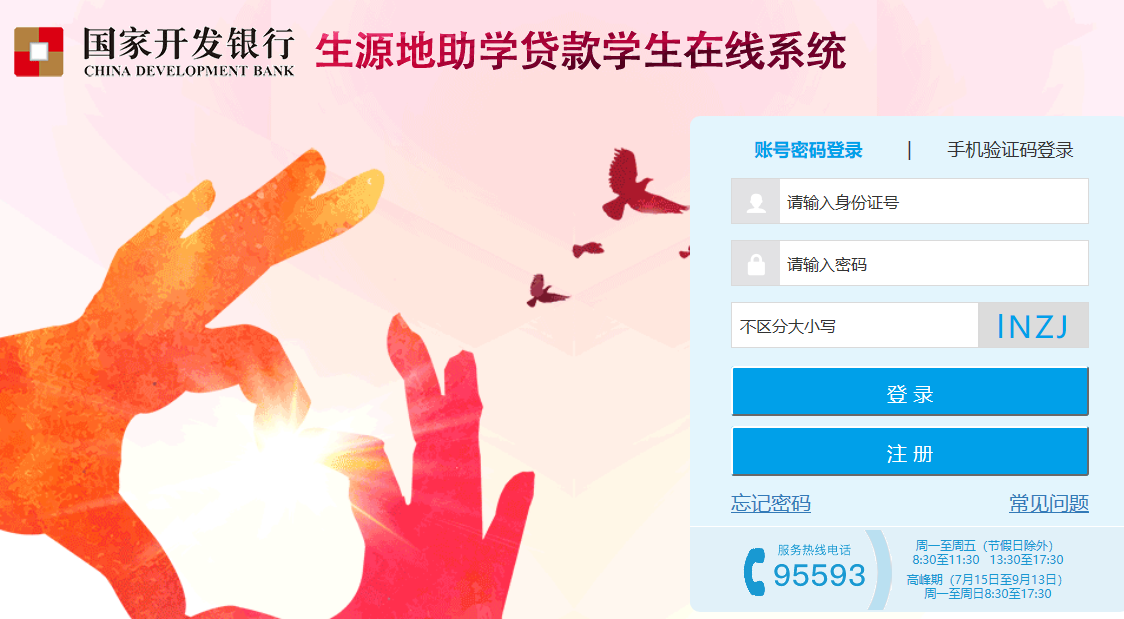 国家开发银行
CHINA DEVELOPMENT BANK
生源地助学贷款学生在线系统
账号密码登录 | 手机验证码登录
请输入身份证号
请输入密码
不区分大小写
lNZJ
登 录
注 册
忘记密码 常见问题
服务热线电话
95593
周一至周五（节假日除外）
8:30至11:30 13:30至17:30
高峰期（7月15日至9月13日）
周一至周日8:30至17:30